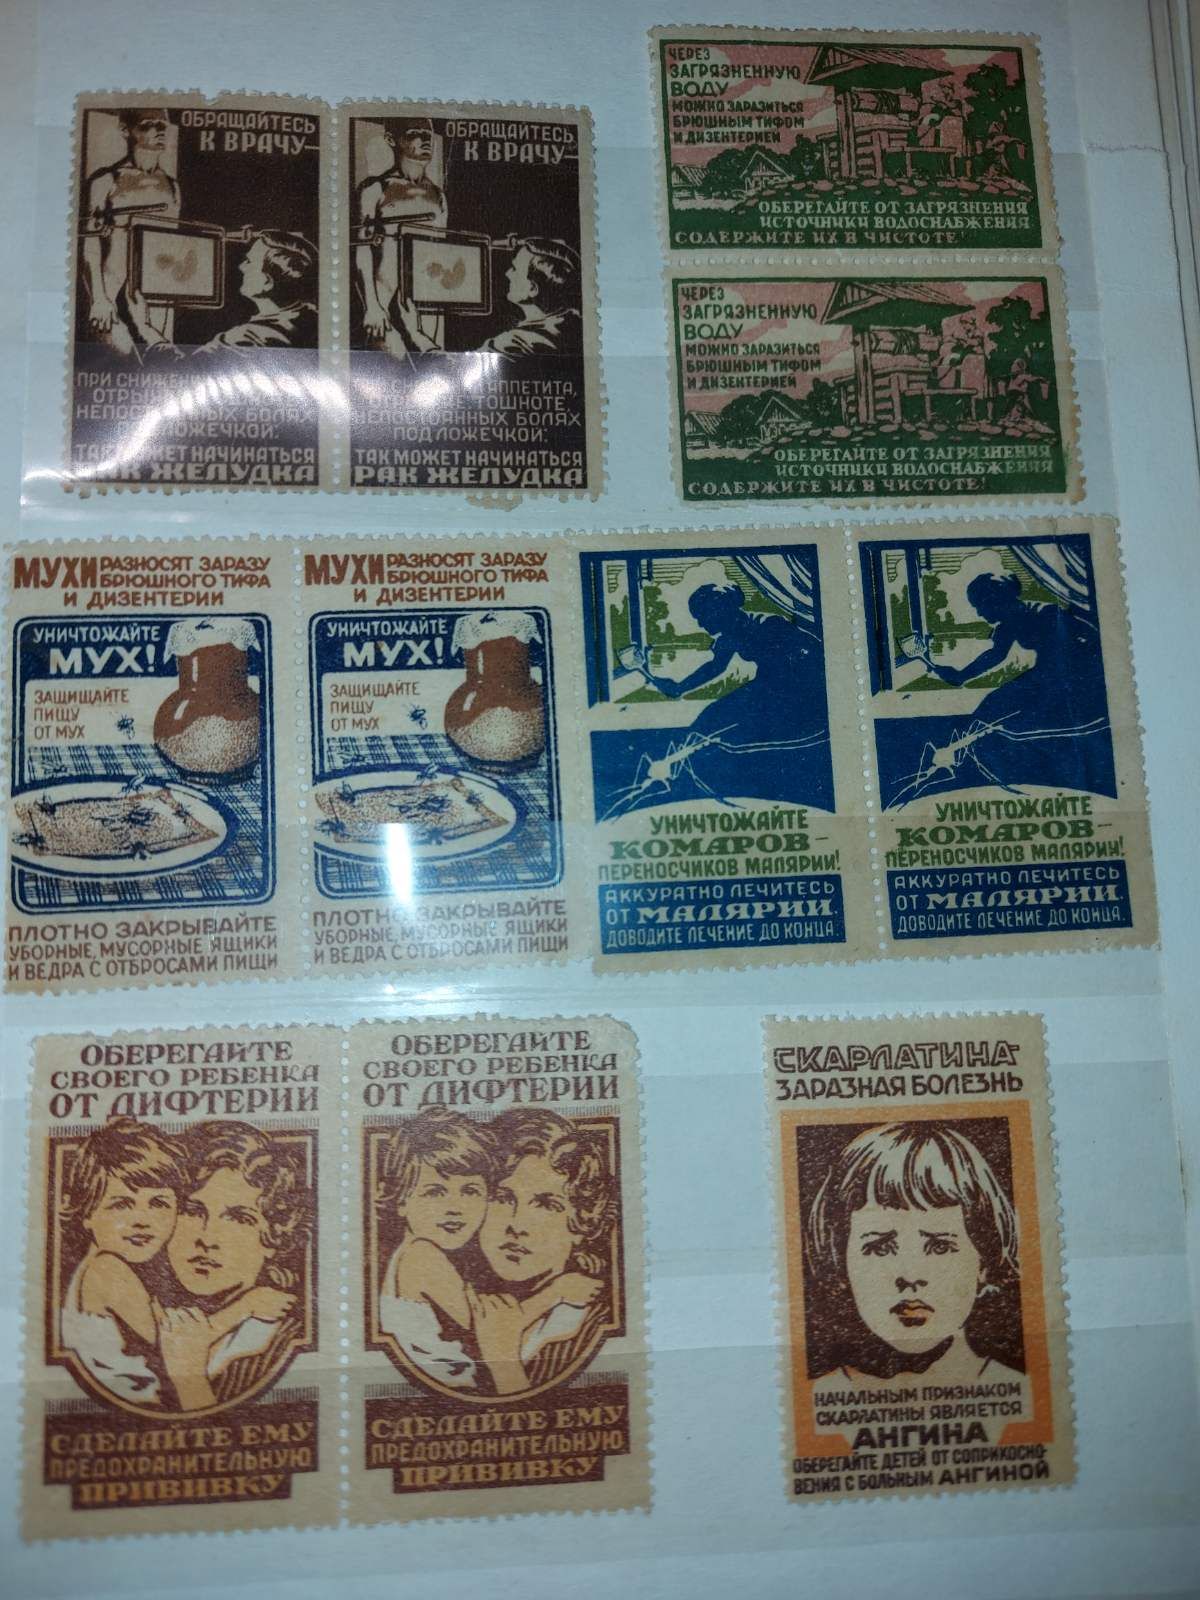 ОБРАЩАЙТЕСЬ
К ВРАЧУ
ПРИ СНИЖЕН
ОТРЫ
НЕПОС ННЫХ БОЛЯХ
ЛОЖЕЧКОЙ:
ТА ЕТ НАЧИНАТЬСЯ
РАК ЖЕЛУДКА
ОБРАЩАЙТЕСЬ
К ВРАЧУ
АППЕТИТА,
ТОШНОТЕ,
НЕПОСТОЯННЫХ БОЛЯХ
ПОД ЛОЖЕЧКОЙ:
ТАК МОЖЕТ НАЧИНАТЬСЯ
РАК ЖЕЛУДКА
ЧЕРЕЗ
ЗАГРЯЗНЕННУЮ
ВОДУ
МОЖНО ЗАРАЗИТЬСЯ
БРЮШНЫМ ТИФОМ
И ДИЗЕНТЕРИЕЙ
ОБЕРЕГАЙТЕ ОТ ЗАГРЯЗНЕНИЯ
ИСТОЧНИКИ ВОДОСНАБЖЕНИЯ
СОДЕРЖИТЕ ИХ В ЧИСТОТЕ!
ЧЕРЕЗ
ЗАГРЯЗНЕННУЮ
ВОДУ
МОЖНО ЗАРАЗИТЬСЯ
БРЮШНЫМ ТИФОМ
И ДИЗЕНТЕРИЕЙ
ОБЕРЕГАЙТЕ ОТ ЗАГРЯЗНЕНИЯ
ИСТОЧНИКИ ВОДОСНАБЖЕНИЯ
СОДЕРЖИТЕ ИХ В ЧИСТОТЕ!
МУХИ РАЗНОСЯТ ЗАРАЗУ
БРЮШНОГО ТИФА
И ДИЗЕНТЕРИИ
УНИЧТОЖАЙТЕ
МУХ!
ЗАЩИЩАЙТЕ
ПИЩУ
ОТ МУХ
ПЛОТНО ЗАКРЫВАЙТЕ
УБОРНЫЕ, МУСОРНЫЕ ЯЩИКИ
И ВЕДРА С ОТБРОСАМИ ПИЩИ
МУХИ РАЗНОСЯТ ЗАРАЗУ
БРЮШНОГО ТИФА
И ДИЗЕНТЕРИИ
УНИЧТОЖАЙТЕ
МУХ!
ЗАЩИЩАЙТЕ
ПИЩУ
ОТ МУХ
ПЛОТНО ЗАКРЫВАЙТЕ
УБОРНЫЕ, МУСОРНЫЕ ЯЩИКИ
И ВЕДРА С ОТБРОСАМИ ПИЩИ
УНИЧТОЖАЙТЕ
КОМАРОВ–
ПЕРЕНОСЧИКОВ МАЛЯРИИ!
АККУРАТНО ЛЕЧИТЕСЬ
ОТ МАЛЯРИИ.
ДОВОДИТЕ ЛЕЧЕНИЕ ДО КОНЦА.
УНИЧТОЖАЙТЕ
КОМАРОВ–
ПЕРЕНОСЧИКОВ МАЛЯРИИ!
АККУРАТНО ЛЕЧИТЕСЬ
ОТ МАЛЯРИИ.
ДОВОДИТЕ ЛЕЧЕНИЕ ДО КОНЦА.
ОБЕРЕГАЙТЕ
СВОЕГО РЕБЕНКА
ОТ ДИФТЕРИИ
СДЕЛАЙТЕ ЕМУ
ПРЕДОХРАНИТЕЛЬНУЮ
ПРИВИВКУ
ОБЕРЕГАЙТЕ
СВОЕГО РЕБЕНКА
ОТ ДИФТЕРИИ
СДЕЛАЙТЕ ЕМУ
ПРЕДОХРАНИТЕЛЬНУЮ
ПРИВИВКУ
СКАРЛАТИНА-
ЗАРАЗНАЯ БОЛЕЗНЬ
НАЧАЛЬНЫМ ПРИЗНАКОМ
СКАРЛАТИНЫ ЯВЛЯЕТСЯ
АНГИНА
ОБЕРЕГАЙТЕ ДЕТЕЙ ОТ СОПРИКОСНО-
ВЕНИЯ С БОЛЬНЫМ АНГИНОЙ